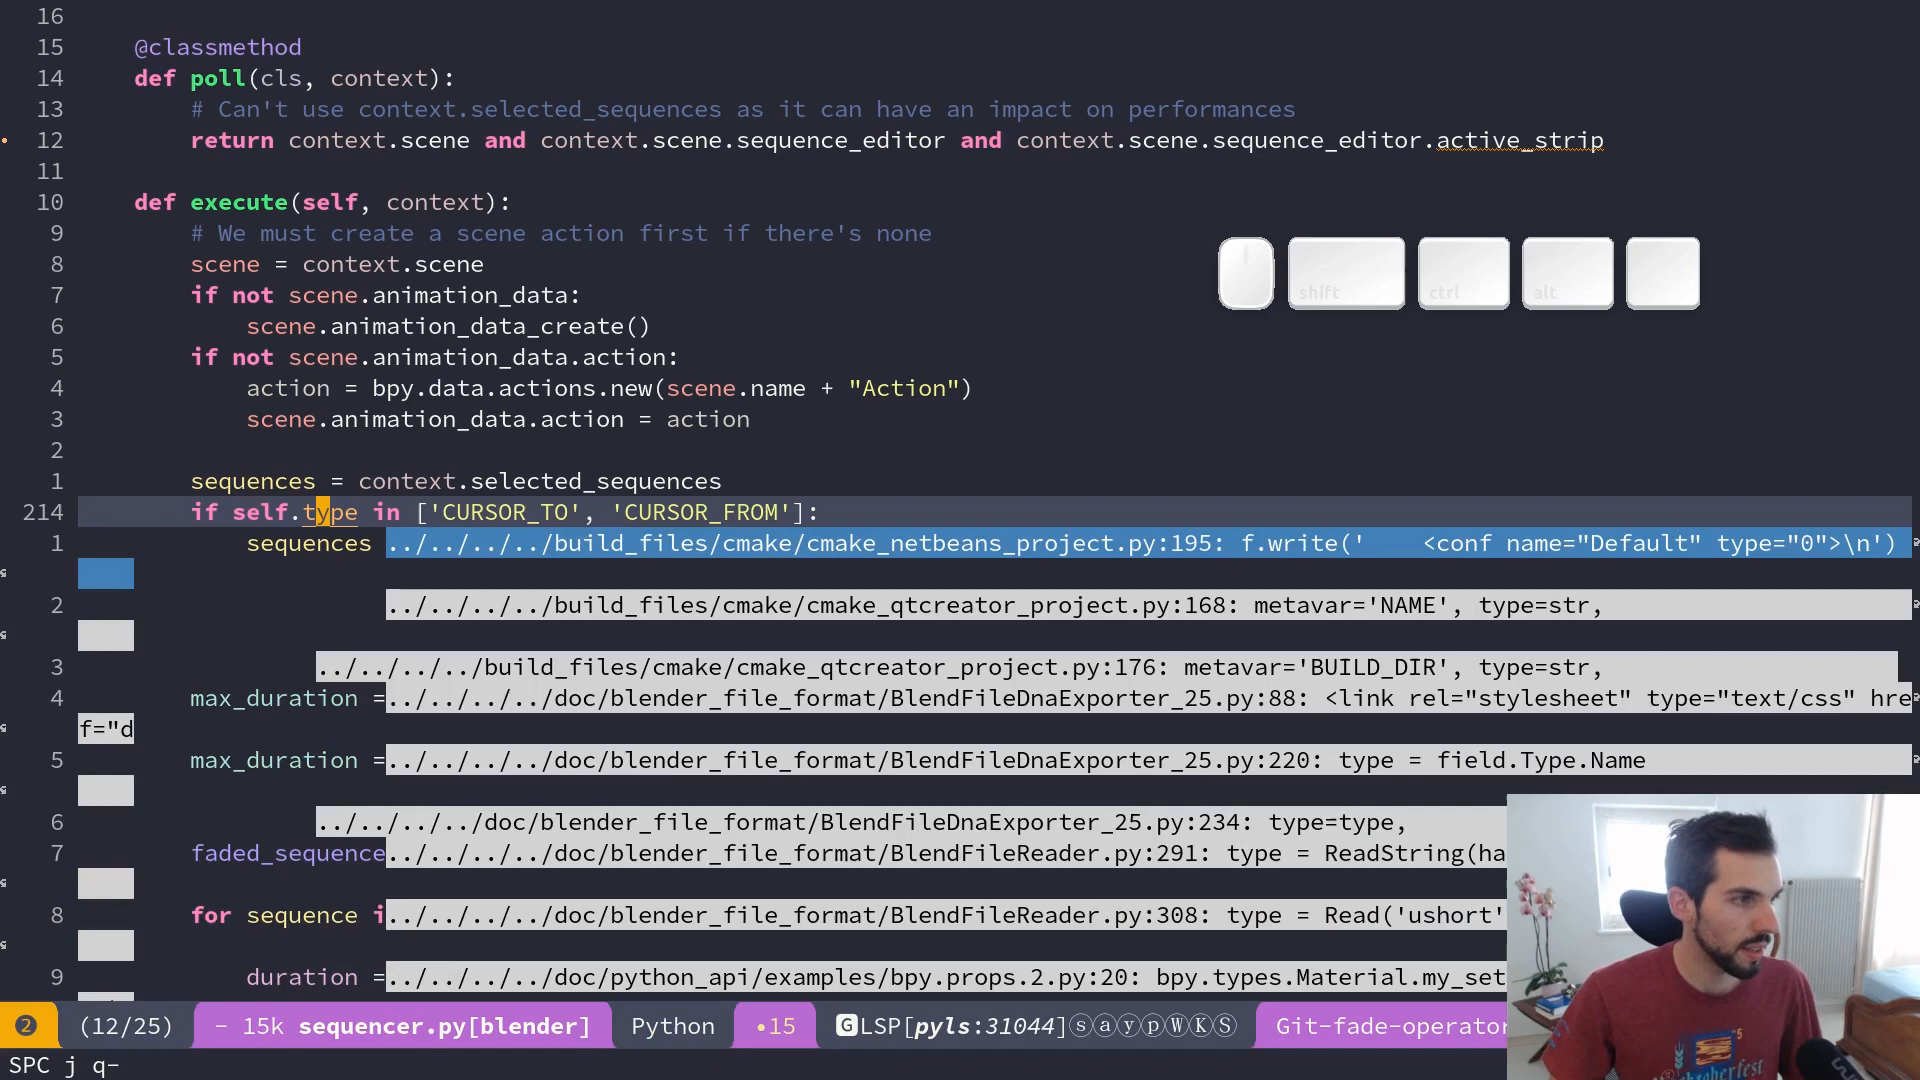 16
15 @classmethod
14 def poll(cls, context):
13 # Can't use context.selected_sequences as it can have an impact on performances
12 return context.scene and context.scene.sequence_editor and context.scene.sequence_editor.active_strip
11
10 def execute(self, context):
9 # We must create a scene action first if there's none
8 scene = context.scene
7 if not scene.animation_data:
6 scene.animation_data_create()
5 if not scene.animation_data.action:
4 action = bpy.data.actions.new(scene.name + "Action")
3 scene.animation_data.action = action
2
1 sequences = context.selected_sequences
214 if self.type in ['CURSOR_TO', 'CURSOR_FROM']:
1 sequences ../../../../build_files/cmake/cmake_netbeans_project.py:195: f.write('    <conf name="Default" type="0">\n')
2 ../../../../build_files/cmake/cmake_qtcreator_project.py:168: metavar='NAME', type=str,
3 ../../../../build_files/cmake/cmake_qtcreator_project.py:176: metavar='BUILD_DIR', type=str,
4 max_duration =../../../../doc/blender_file_format/BlendFileDnaExporter_25.py:88: <link rel="stylesheet" type="text/css" hre
f="d
5 max_duration =../../../../doc/blender_file_format/BlendFileDnaExporter_25.py:220: type = field.Type.Name
6 ../../../../doc/blender_file_format/BlendFileDnaExporter_25.py:234: type=type,
7 faded_sequence../../../../doc/blender_file_format/BlendFileReader.py:291: type = ReadString(ha
8 for sequence i../../../../doc/blender_file_format/BlendFileReader.py:308: type = Read('ushort'
9 duration =../../../../doc/python_api/examples/bpy.props.2.py:20: bpy.types.Material.my_set
shift ctrl alt
❷ (12/25) - 15k sequencer.py[blender] Python •15 G LSP[pyls:31044]ⓢⓐⓨⓟⓌⓀⓈ Git-fade-operator
SPC j q-